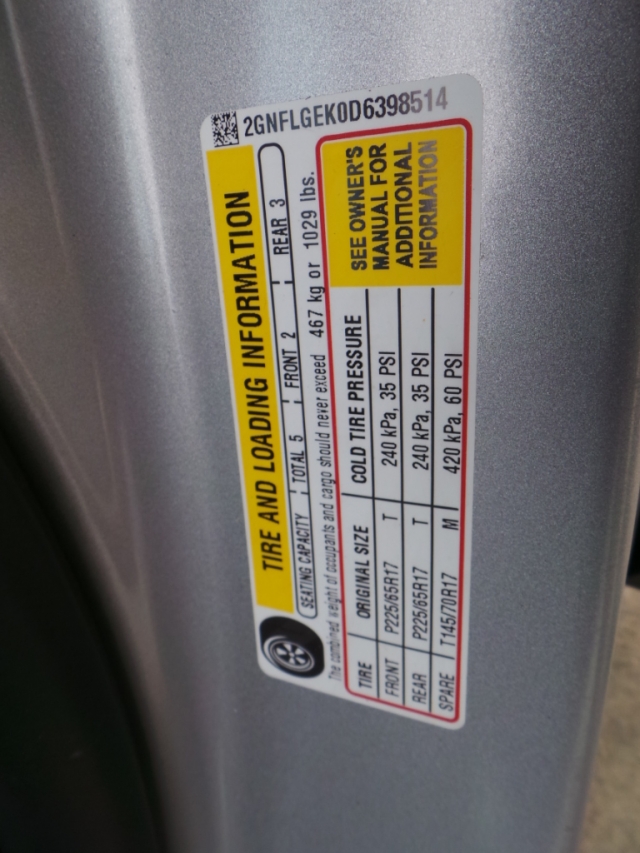 2GNFLGEK0D6398514
TIRE AND LOADING INFORMATION
SEATING CAPACITY TOTAL 5 FRONT 2 REAR 3
The combined weight of occupants and cargo should never exceed 467 kg or 1029 lbs.
TIRE ORIGINAL SIZE COLD TIRE PRESSURE
FRONT P225/65R17 T 240 kPa, 35 PSI
REAR P225/65R17 T 240 kPa, 35 PSI
SPARE T145/70R17 M 420 kPa, 60 PSI
SEE OWNER'S
MANUAL FOR
ADDITIONAL
INFORMATION